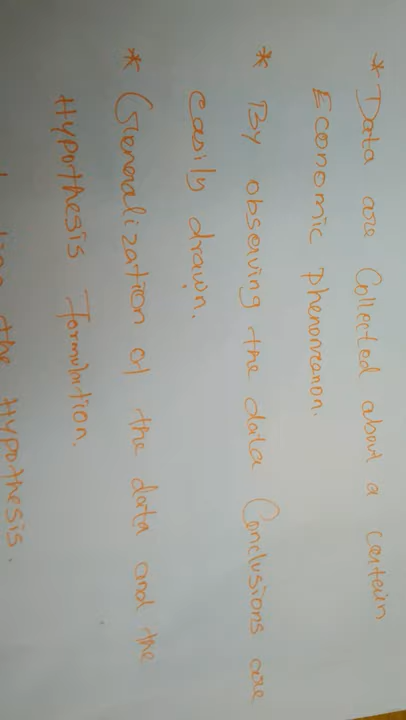 * Data are Collected about a certain
Economic Phenomenon.
* By observing the data Conclusions are
easily drawn.
* Generalization of the data and the
Hypothesis Formulation.
the Hypothesis.